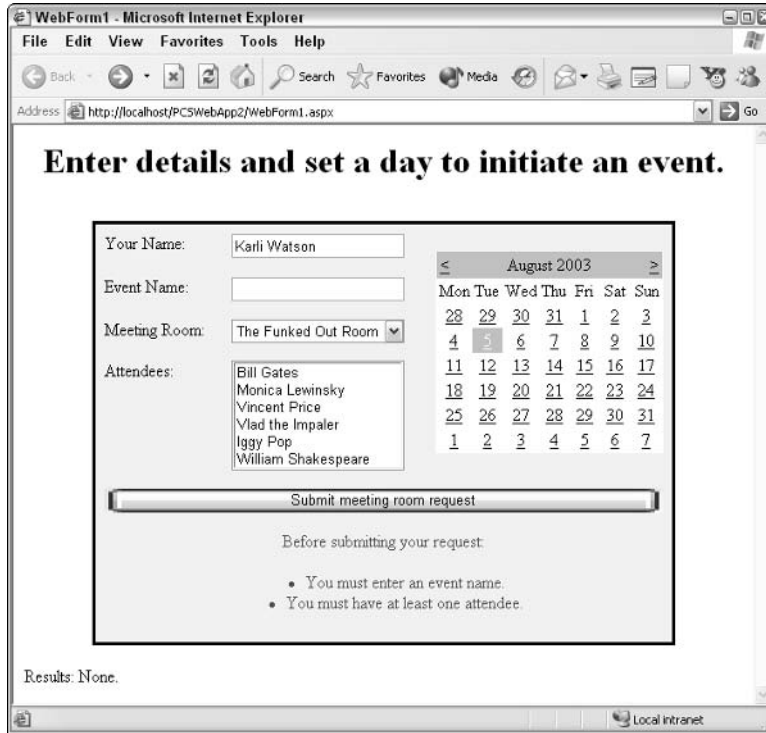 WebForm1 - Microsoft Internet Explorer
File Edit View Favorites Tools Help
Back Search Favorites Media
Address http://localhost/PCSWebApp2/WebForm1.aspx Go
Enter details and set a day to initiate an event.
Your Name: Karli Watson
Event Name:
Meeting Room: The Funked Out Room
Attendees:
Bill Gates
Monica Lewinsky
Vincent Price
Vlad the Impaler
Iggy Pop
William Shakespeare
< August 2003 >
Mon Tue Wed Thu Fri Sat Sun
28 29 30 31 1 2 3
4 5 6 7 8 9 10
11 12 13 14 15 16 17
18 19 20 21 22 23 24
25 26 27 28 29 30 31
1 2 3 4 5 6 7
Submit meeting room request
Before submitting your request:
• You must enter an event name.
• You must have at least one attendee.
Results: None.
Local intranet